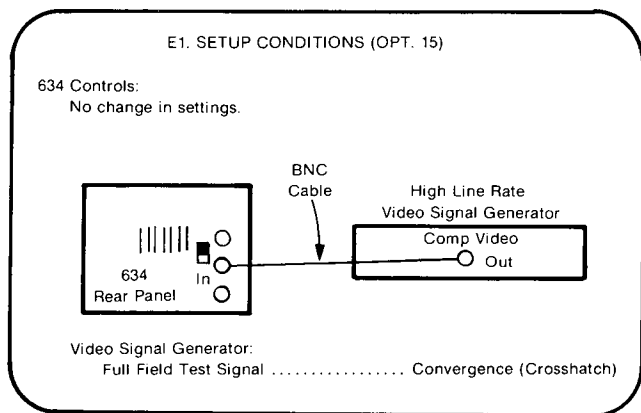 E1. SETUP CONDITIONS (OPT. 15)
634 Controls:
No change in settings.
BNC
Cable
High Line Rate
Video Signal Generator
Comp Video
Out
In
634
Rear Panel
Video Signal Generator:
Full Field Test Signal ................. Convergence (Crosshatch)